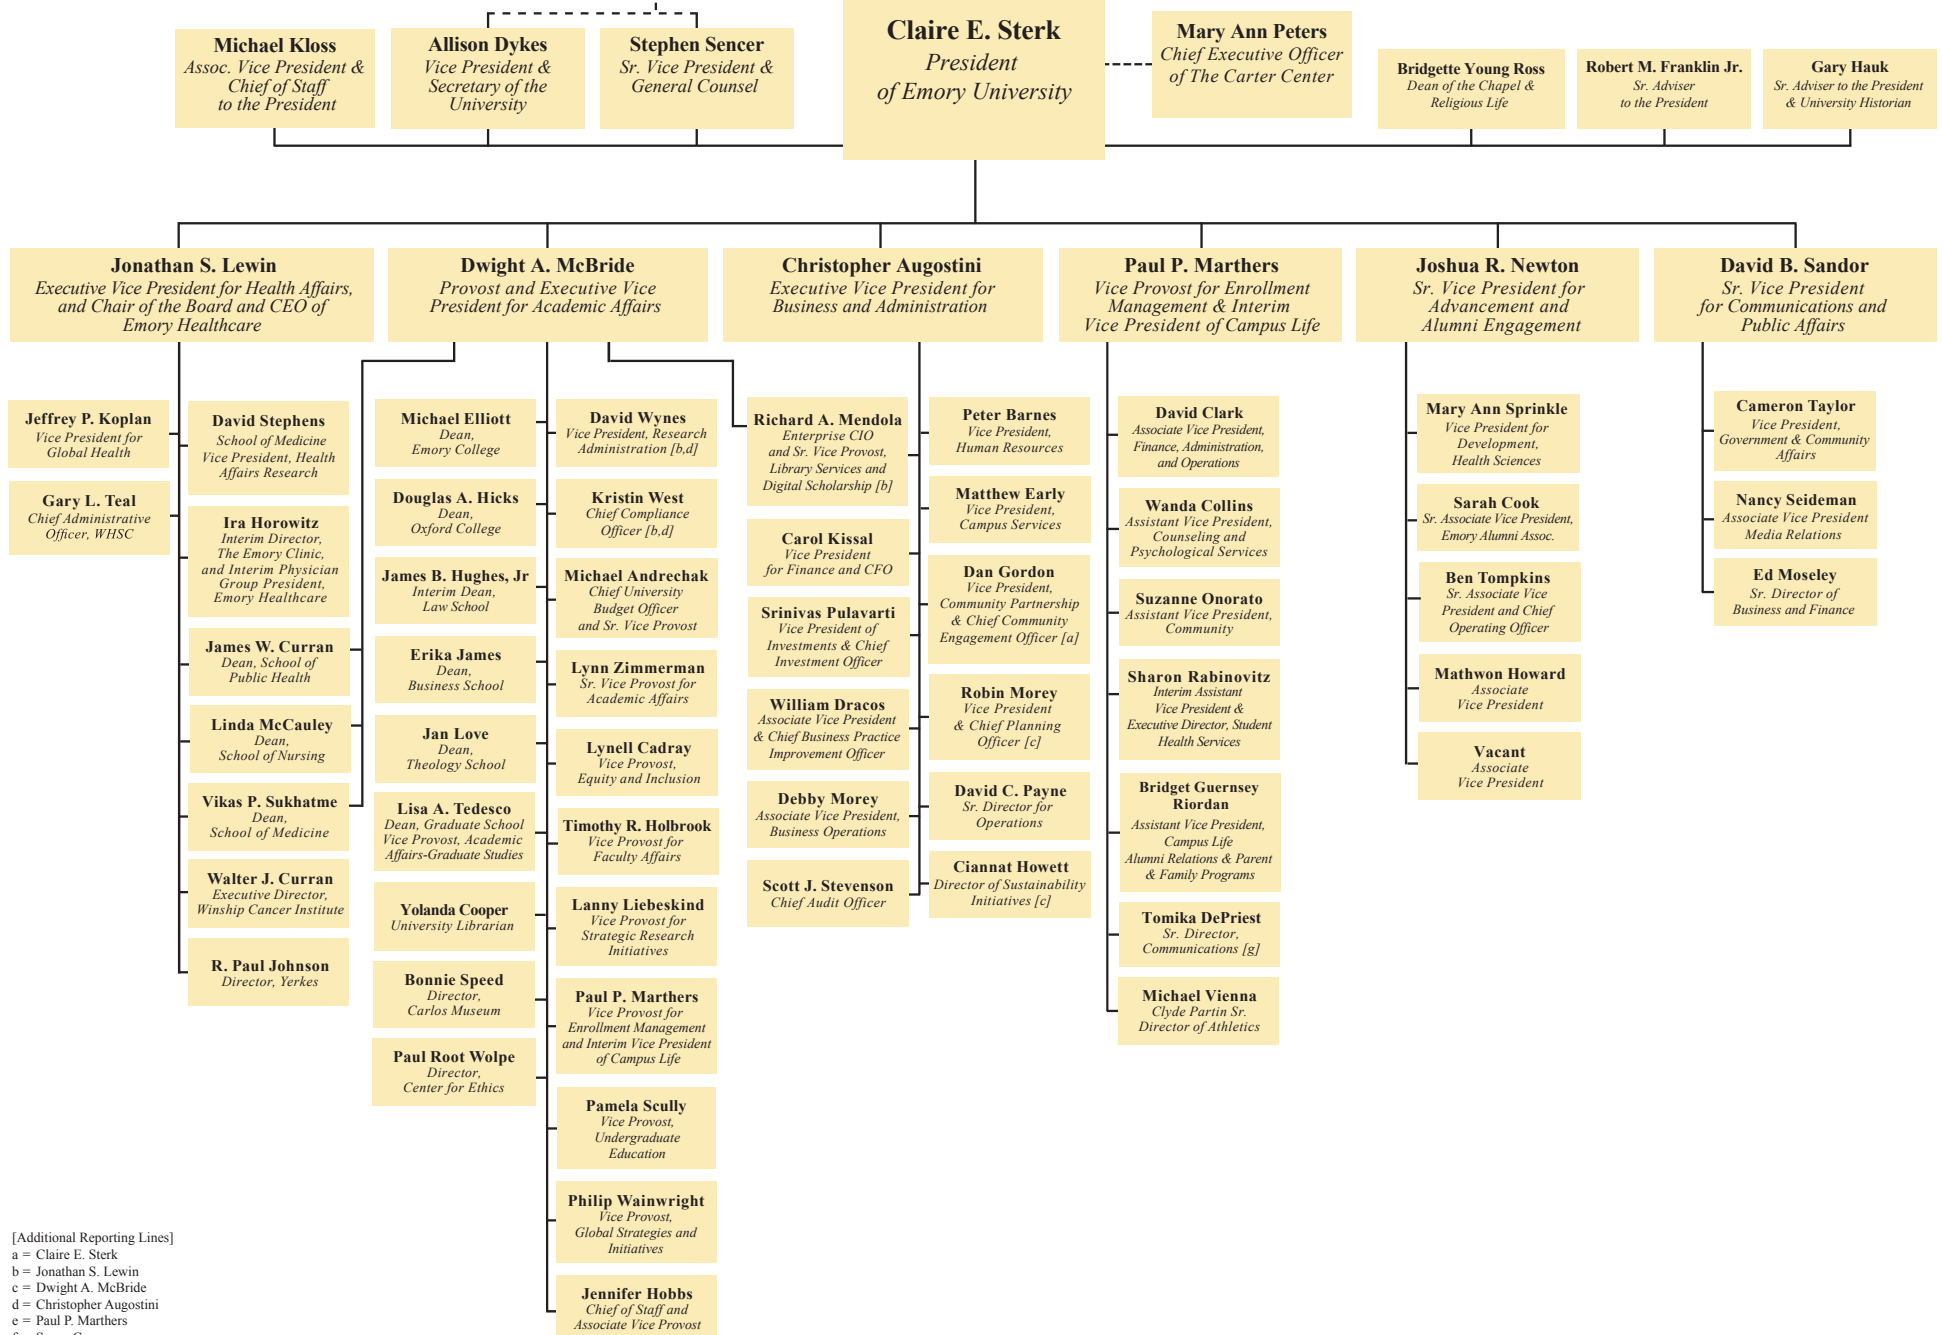 Claire E. Sterk
President
of Emory University
Michael Kloss
Assoc. Vice President &
Chief of Staff
to the President
Allison Dykes
Vice President &
Secretary of the
University
Stephen Sencer
Sr. Vice President &
General Counsel
Mary Ann Peters
Chief Executive Officer
of The Carter Center
Bridgette Young Ross
Dean of the Chapel &
Religious Life
Robert M. Franklin Jr.
Sr. Adviser
to the President
Gary Hauk
Sr. Adviser to the President
& University Historian
Jonathan S. Lewin
Executive Vice President for Health Affairs,
and Chair of the Board and CEO of
Emory Healthcare
Dwight A. McBride
Provost and Executive Vice
President for Academic Affairs
Christopher Augostini
Executive Vice President for
Business and Administration
Paul P. Marthers
Vice Provost for Enrollment
Management & Interim
Vice President of Campus Life
Joshua R. Newton
Sr. Vice President for
Advancement and
Alumni Engagement
David B. Sandor
Sr. Vice President
for Communications and
Public Affairs
Jeffrey P. Koplan
Vice President for
Global Health
Gary L. Teal
Chief Administrative
Officer, WHSC
David Stephens
School of Medicine
Vice President, Health
Affairs Research
Ira Horowitz
Interim Director,
The Emory Clinic,
and Interim Physician
Group President,
Emory Healthcare
James W. Curran
Dean, School of
Public Health
Linda McCauley
Dean,
School of Nursing
Vikas P. Sukhatme
Dean,
School of Medicine
Walter J. Curran
Executive Director,
Winship Cancer Institute
R. Paul Johnson
Director, Yerkes
Michael Elliott
Dean,
Emory College
Douglas A. Hicks
Dean,
Oxford College
James B. Hughes, Jr
Interim Dean,
Law School
Erika James
Dean,
Business School
Jan Love
Dean,
Theology School
Lisa A. Tedesco
Dean, Graduate School
Vice Provost, Academic
Affairs-Graduate Studies
Yolanda Cooper
University Librarian
Bonnie Speed
Director,
Carlos Museum
Paul Root Wolpe
Director,
Center for Ethics
David Wynes
Vice President, Research
Administration [b,d]
Kristin West
Chief Compliance
Officer [b,d]
Michael Andrechak
Chief University
Budget Officer
and Sr. Vice Provost
Lynn Zimmerman
Sr. Vice Provost for
Academic Affairs
Lynell Cadray
Vice Provost,
Equity and Inclusion
Timothy R. Holbrook
Vice Provost for
Faculty Affairs
Lanny Liebeskind
Vice Provost for
Strategic Research
Initiatives
Paul P. Marthers
Vice Provost for
Enrollment Management
and Interim Vice President
of Campus Life
Pamela Scully
Vice Provost,
Undergraduate
Education
Philip Wainwright
Vice Provost,
Global Strategies and
Initiatives
Jennifer Hobbs
Chief of Staff and
Associate Vice Provost
Richard A. Mendola
Enterprise CIO
and Sr. Vice Provost,
Library Services and
Digital Scholarship [b]
Carol Kissal
Vice President
for Finance and CFO
Srinivas Pulavarti
Vice President of
Investments & Chief
Investment Officer
William Dracos
Associate Vice President
& Chief Business Practice
Improvement Officer
Debby Morey
Associate Vice President,
Business Operations
Scott J. Stevenson
Chief Audit Officer
Peter Barnes
Vice President,
Human Resources
Matthew Early
Vice President,
Campus Services
Dan Gordon
Vice President,
Community Partnership
& Chief Community
Engagement Officer [a]
Robin Morey
Vice President
& Chief Planning
Officer [c]
David C. Payne
Sr. Director for
Operations
Ciannat Howett
Director of Sustainability
Initiatives [c]
David Clark
Associate Vice President,
Finance, Administration,
and Operations
Wanda Collins
Assistant Vice President,
Counseling and
Psychological Services
Suzanne Onorato
Assistant Vice President,
Community
Sharon Rabinovitz
Interim Assistant
Vice President &
Executive Director, Student
Health Services
Bridget Guernsey
Riordan
Assistant Vice President,
Campus Life
Alumni Relations & Parent
& Family Programs
Tomika DePriest
Sr. Director,
Communications [g]
Michael Vienna
Clyde Partin Sr.
Director of Athletics
Mary Ann Sprinkle
Vice President for
Development,
Health Sciences
Sarah Cook
Sr. Associate Vice President,
Emory Alumni Assoc.
Ben Tompkins
Sr. Associate Vice
President and Chief
Operating Officer
Mathwon Howard
Associate
Vice President
Vacant
Associate
Vice President
Cameron Taylor
Vice President,
Government & Community
Affairs
Nancy Seideman
Associate Vice President
Media Relations
Ed Moseley
Sr. Director of
Business and Finance
[Additional Reporting Lines]
a = Claire E. Sterk
b = Jonathan S. Lewin
c = Dwight A. McBride
d = Christopher Augostini
e = Paul P. Marthers